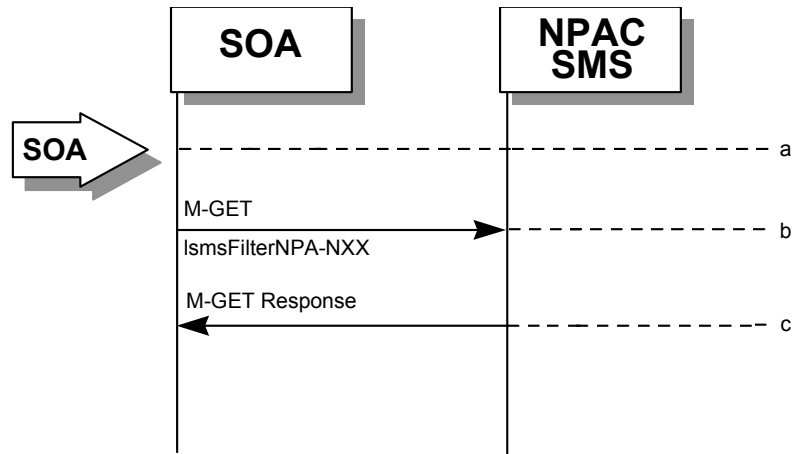 SOA
NPAC
SMS
SOA
a
M-GET
b
lsmsFilterNPA-NXX
M-GET Response
c